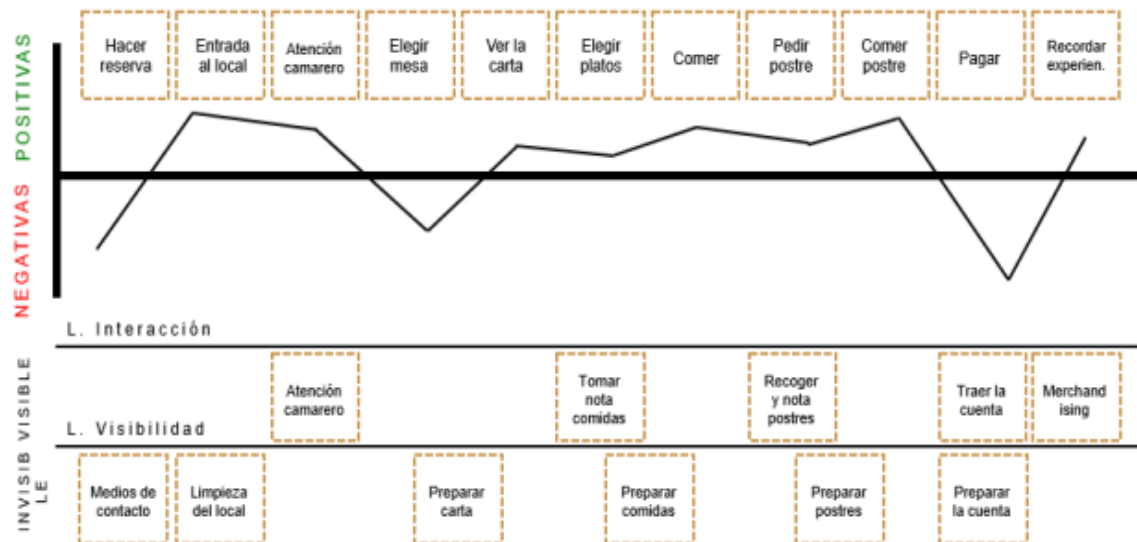 POSITIVAS
NEGATIVAS
Hacer
reserva
Entrada
al local
Atención
camarero
Elegir
mesa
Ver la
carta
Elegir
platos
Comer
Pedir
postre
Comer
postre
Pagar
Recordar
experien.
L. Interacción
VISIBLE
Atención
camarero
Tomar
nota
comidas
Recoger
y nota
postres
Traer la
cuenta
Merchand
ising
L. Visibilidad
INVISIB
LE
Medios de
contacto
Limpieza
del local
Preparar
carta
Preparar
comidas
Preparar
postres
Preparar
la cuenta